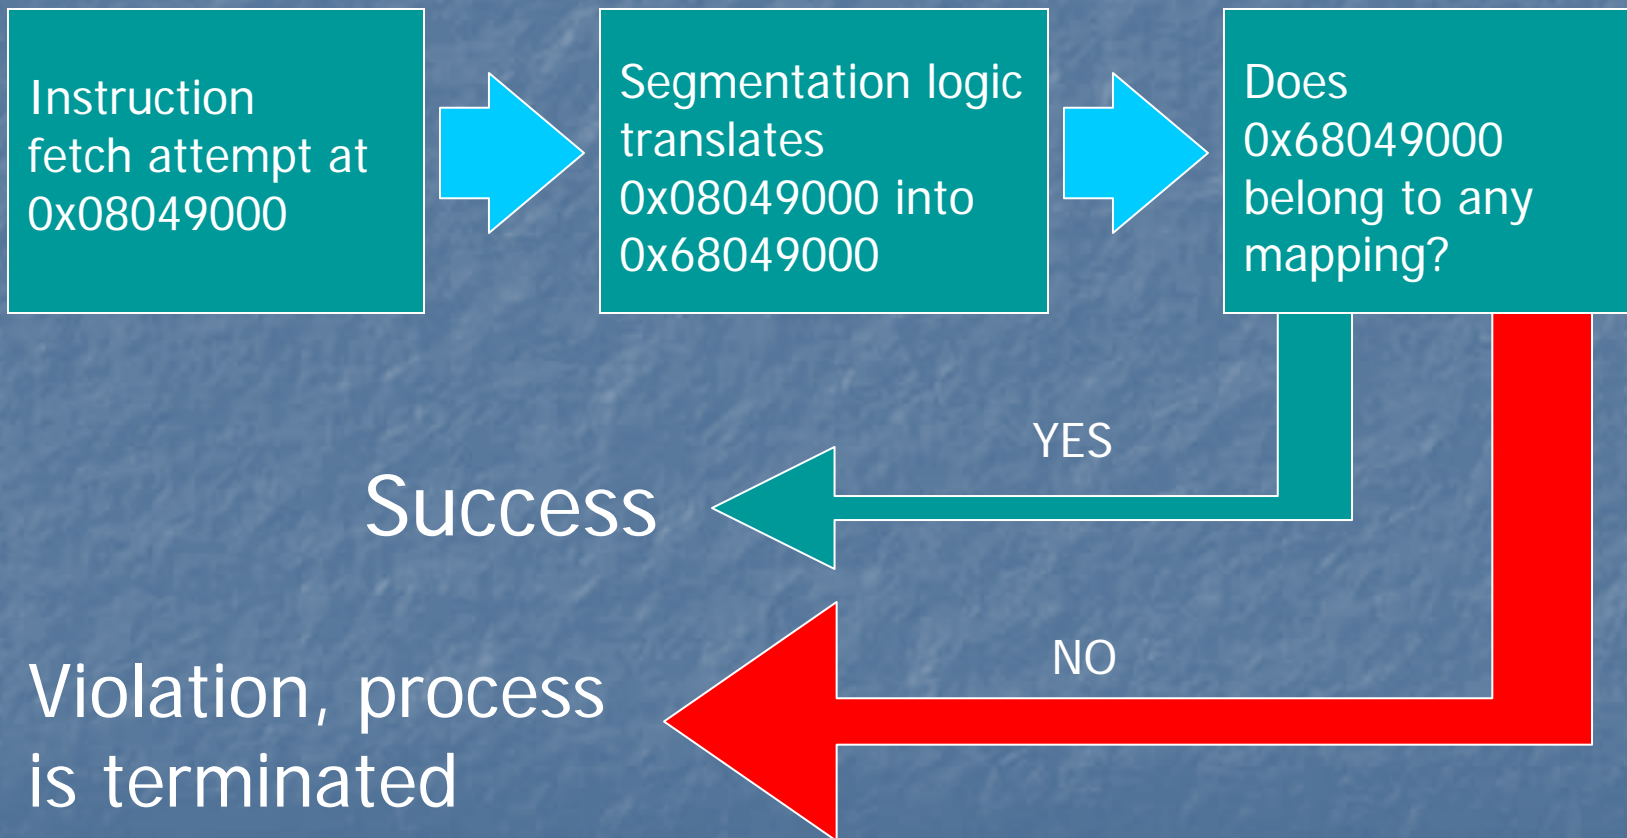 Instruction
fetch attempt at
0x08049000
Segmentation logic
translates
0x08049000 into
0x68049000
Does
0x68049000
belong to any
mapping?
YES
Success
NO
Violation, process
is terminated